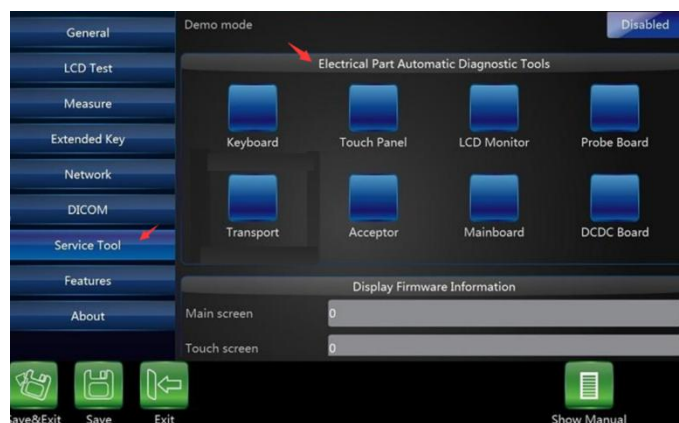 Demo mode
Disabled
General
LCD Test
Measure
Extended Key
Network
DICOM
Service Tool
Features
About
Electrical Part Automatic Diagnostic Tools
Keyboard
Touch Panel
LCD Monitor
Probe Board
Transport
Acceptor
Mainboard
DCDC Board
Display Firmware Information
Main screen
0
Touch screen
0
Save&Exit
Save
Exit
Show Manual